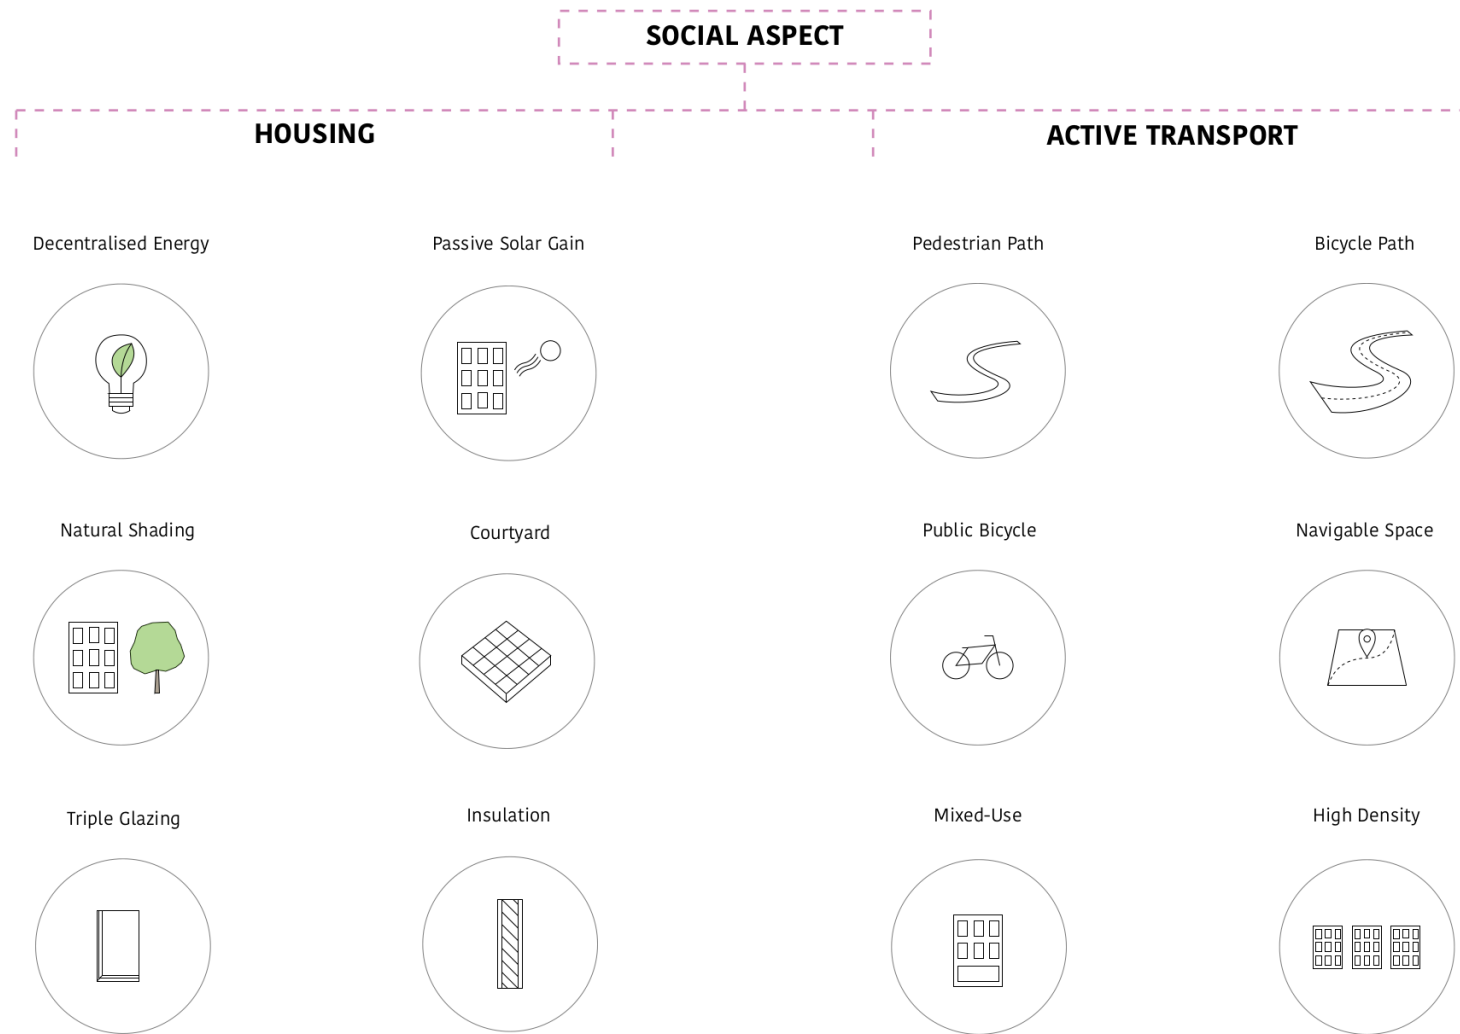 SOCIAL ASPECT
HOUSING
ACTIVE TRANSPORT
Decentralised Energy
Passive Solar Gain
Pedestrian Path
Bicycle Path
Natural Shading
Courtyard
Public Bicycle
Navigable Space
Triple Glazing
Insulation
Mixed-Use
High Density